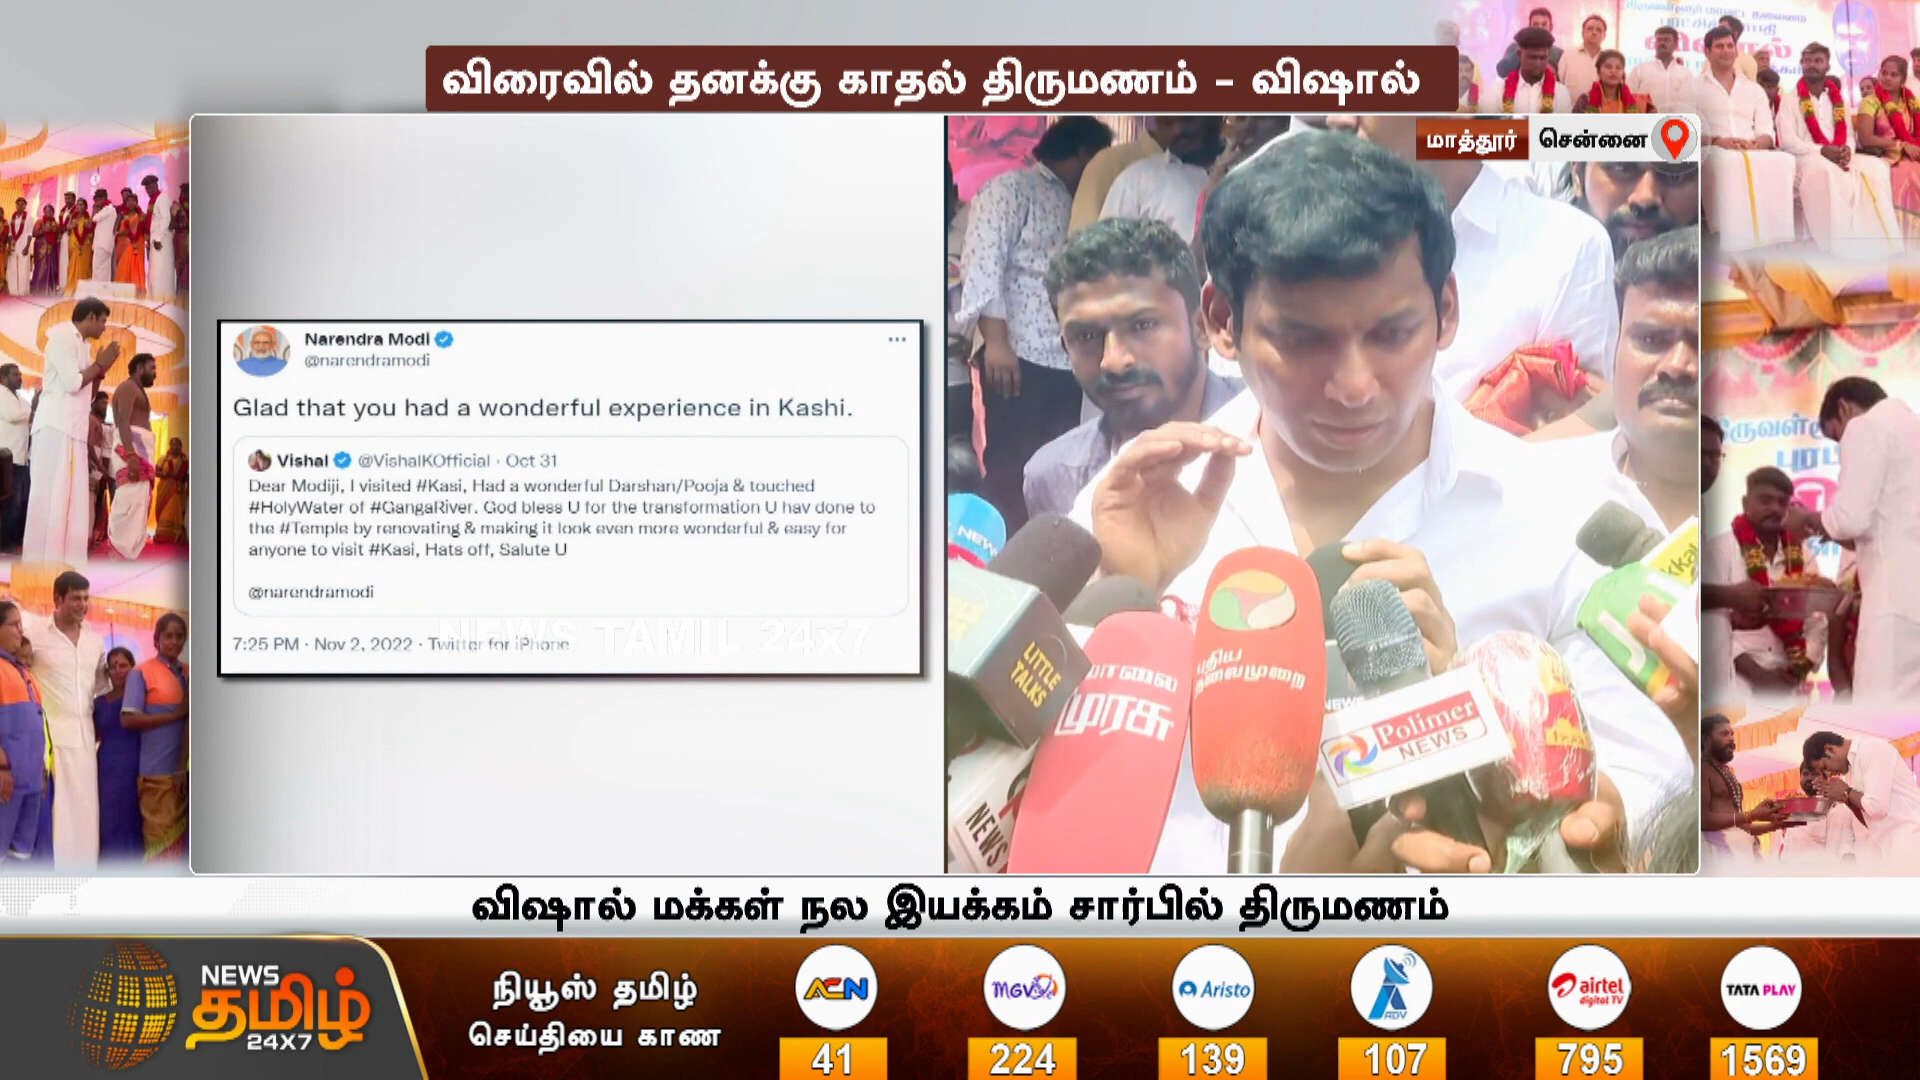 விரைவில் தனக்கு காதல் திருமணம் - விஷால்
மாத்தூர் சென்னை
Narendra Modi
@narendramodi
Glad that you had a wonderful experience in Kashi.
Vishal @VishalKOfficial · Oct 31
Dear Modiji, I visited #Kasi, Had a wonderful Darshan/Pooja & touched
#HolyWater of #GangaRiver. God bless U for the transformation U hav done to
the #Temple by renovating & making it look even more wonderful & easy for
anyone to visit #Kasi, Hats off, Salute U
@narendramodi
7:25 PM · Nov 2, 2022 · Twitter for iPhone
NEWS TAMIL 24x7
LITTLE
TALKS
மாலை
முரசு
புதிய
தலைமுறை
NEWS
Polimer
NEWS
NEWS
விஷால் மக்கள் நல இயக்கம் சார்பில் திருமணம்
NEWS
தமிழ்
24X7
நியூஸ் தமிழ்
செய்தியை காண
ACN
41
MGV
224
Aristo
139
ADV
107
airtel
digital TV
795
TATA PLAY
1569